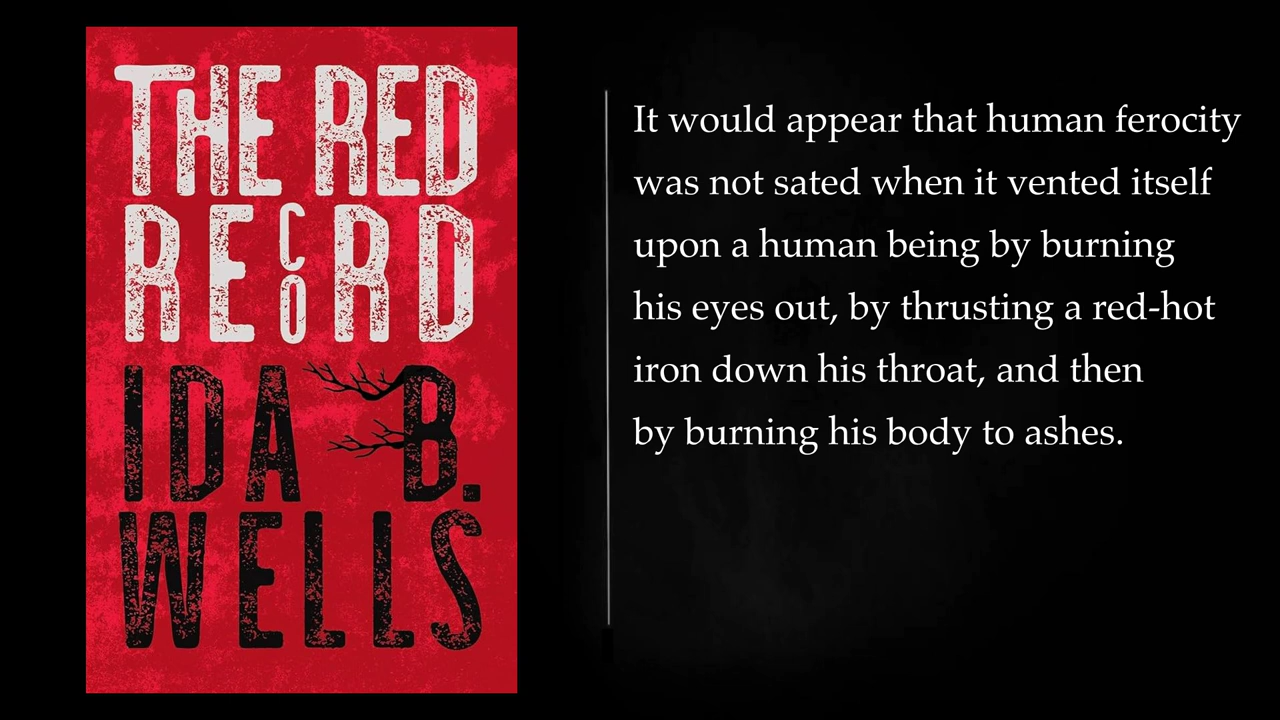 THE RED
RECORD
IDA B.
WELLS
It would appear that human ferocity
was not sated when it vented itself
upon a human being by burning
his eyes out, by thrusting a red-hot
iron down his throat, and then
by burning his body to ashes.